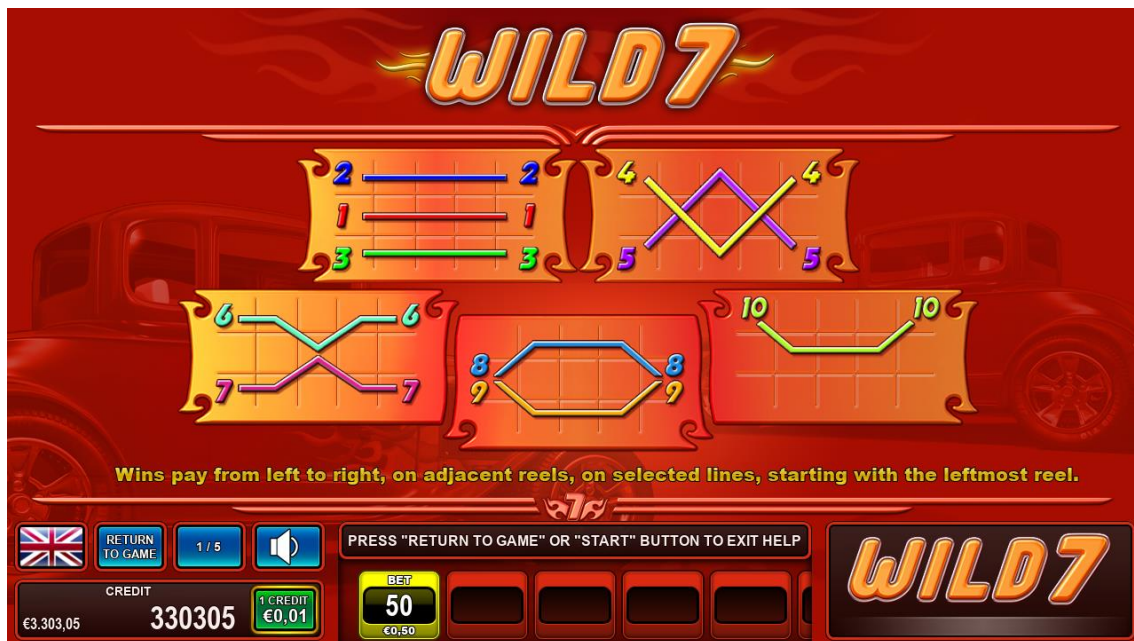 WILD7
2 2
1 1
3 3
4 4
5 5
6 6
7 7
8 8
9 9
10 10
Wins pay from left to right, on adjacent reels, on selected lines, starting with the leftmost reel.
7
RETURN
TO GAME
1 / 5
PRESS "RETURN TO GAME" OR "START" BUTTON TO EXIT HELP
CREDIT
€3.303,05
330305
1 CREDIT
€0,01
BET
50
€0,50
WILD7